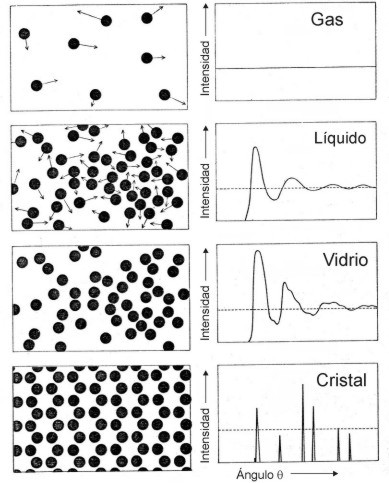 Gas
Intensidad
Líquido
Intensidad
Vidrio
Intensidad
Cristal
Intensidad
Ángulo θ